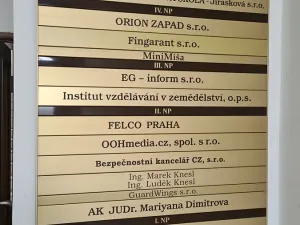 - Jirásková s.r.o.
IV. NP
ORION ZAPAD s.r.o.
Fingarant s.r.o.
MiniMiša
III. NP
EG – inform s.r.o.
Institut vzdělávání v zemědělství, o.p.s.
II. NP
FELCO PRAHA
OOHmedia.cz, spol. s r.o.
Bezpečnostní kancelář CZ, s.r.o.
Ing. Marek Knesl
Ing. Luděk Knesl
GuardWings s.r.o.
AK JUDr. Mariyana Dimitrova
I. NP